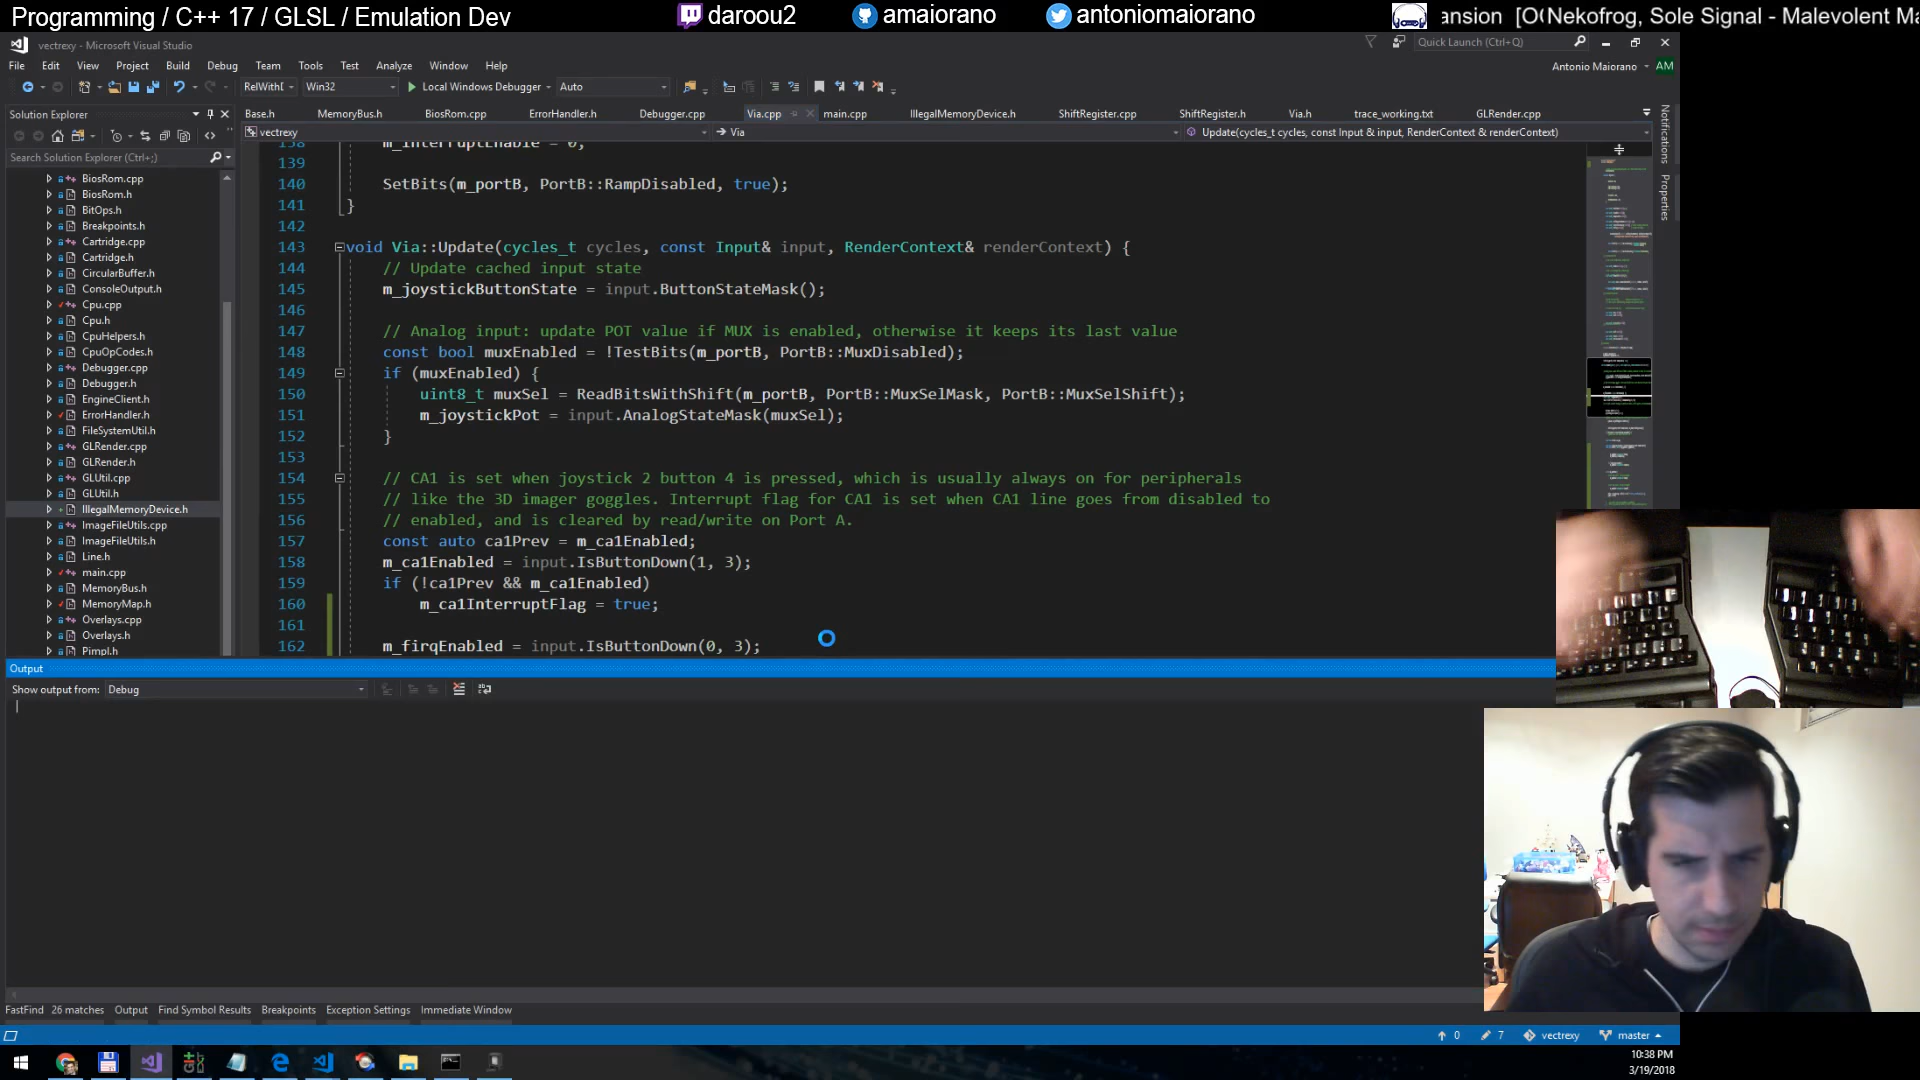 Programming / C++ 17 / GLSL / Emulation Dev
daroou2
amaiorano
antoniomaiorano
ansion [O
Nekofrog, Sole Signal - Malevolent Ma
vectrexy - Microsoft Visual Studio
Quick Launch (Ctrl+Q)
File Edit View Project Build Debug Team Tools Test Analyze Window Help
Antonio Maiorano AM
RelWithI Win32 Local Windows Debugger Auto
Solution Explorer
Base.h MemoryBus.h BiosRom.cpp ErrorHandler.h Debugger.cpp Via.cpp main.cpp IllegalMemoryDevice.h ShiftRegister.cpp ShiftRegister.h Via.h trace_working.txt GLRender.cpp
vectrexy Via Update(cycles_t cycles, const Input & input, RenderContext & renderContext)
Notifications
Properties
Search Solution Explorer (Ctrl+;)
BiosRom.cpp
BiosRom.h
BitOps.h
Breakpoints.h
Cartridge.cpp
Cartridge.h
CircularBuffer.h
ConsoleOutput.h
Cpu.cpp
Cpu.h
CpuHelpers.h
CpuOpCodes.h
Debugger.cpp
Debugger.h
EngineClient.h
ErrorHandler.h
FileSystemUtil.h
GLRender.cpp
GLRender.h
GLUtil.cpp
GLUtil.h
IllegalMemoryDevice.h
ImageFileUtils.cpp
ImageFileUtils.h
Line.h
main.cpp
MemoryBus.h
MemoryMap.h
Overlays.cpp
Overlays.h
Pimpl.h
138 m_interruptEnable = 0;
139
140 SetBits(m_portB, PortB::RampDisabled, true);
141 }
142
143 void Via::Update(cycles_t cycles, const Input& input, RenderContext& renderContext) {
144 // Update cached input state
145 m_joystickButtonState = input.ButtonStateMask();
146
147 // Analog input: update POT value if MUX is enabled, otherwise it keeps its last value
148 const bool muxEnabled = !TestBits(m_portB, PortB::MuxDisabled);
149 if (muxEnabled) {
150 uint8_t muxSel = ReadBitsWithShift(m_portB, PortB::MuxSelMask, PortB::MuxSelShift);
151 m_joystickPot = input.AnalogStateMask(muxSel);
152 }
153
154 // CA1 is set when joystick 2 button 4 is pressed, which is usually always on for peripherals
155 // like the 3D imager goggles. Interrupt flag for CA1 is set when CA1 line goes from disabled to
156 // enabled, and is cleared by read/write on Port A.
157 const auto ca1Prev = m_ca1Enabled;
158 m_ca1Enabled = input.IsButtonDown(1, 3);
159 if (!ca1Prev && m_ca1Enabled)
160 m_ca1InterruptFlag = true;
161
162 m_firqEnabled = input.IsButtonDown(0, 3);
Output
Show output from: Debug
FastFind 26 matches Output Find Symbol Results Breakpoints Exception Settings Immediate Window
0 7 vectrexy master
10:38 PM
3/19/2018